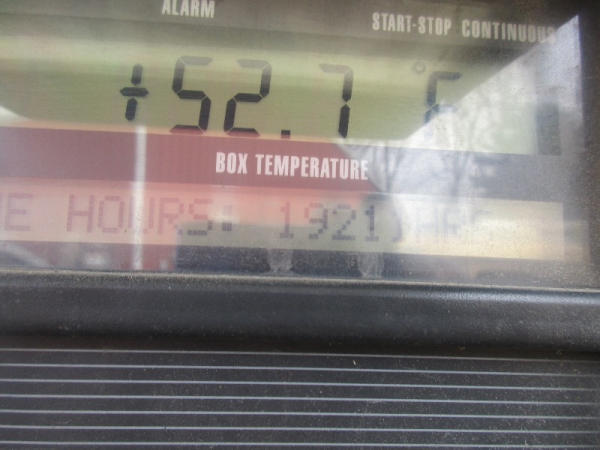 ALARM
START-STOP CONTINUOUS
+52.7 °F
BOX TEMPERATURE
E HOURS: 1921